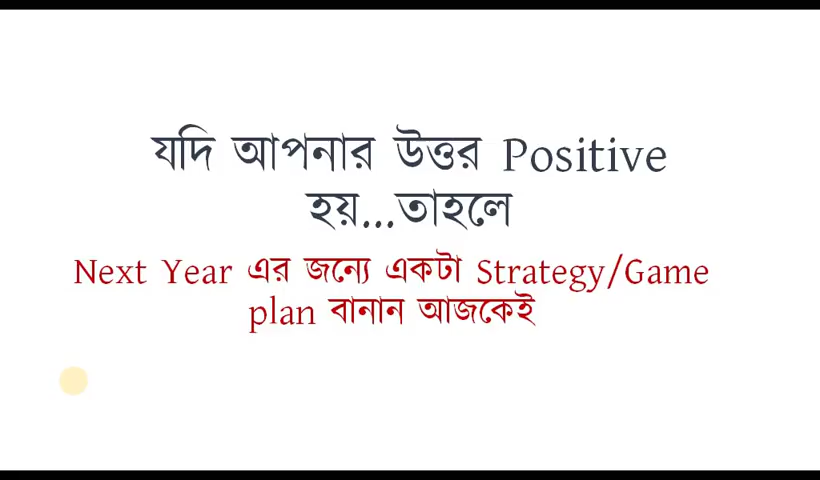 যদি আপনার উত্তর Positive
হয়...তাহলে
Next Year এর জন্যে একটা Strategy/Game
plan বানান আজকেই